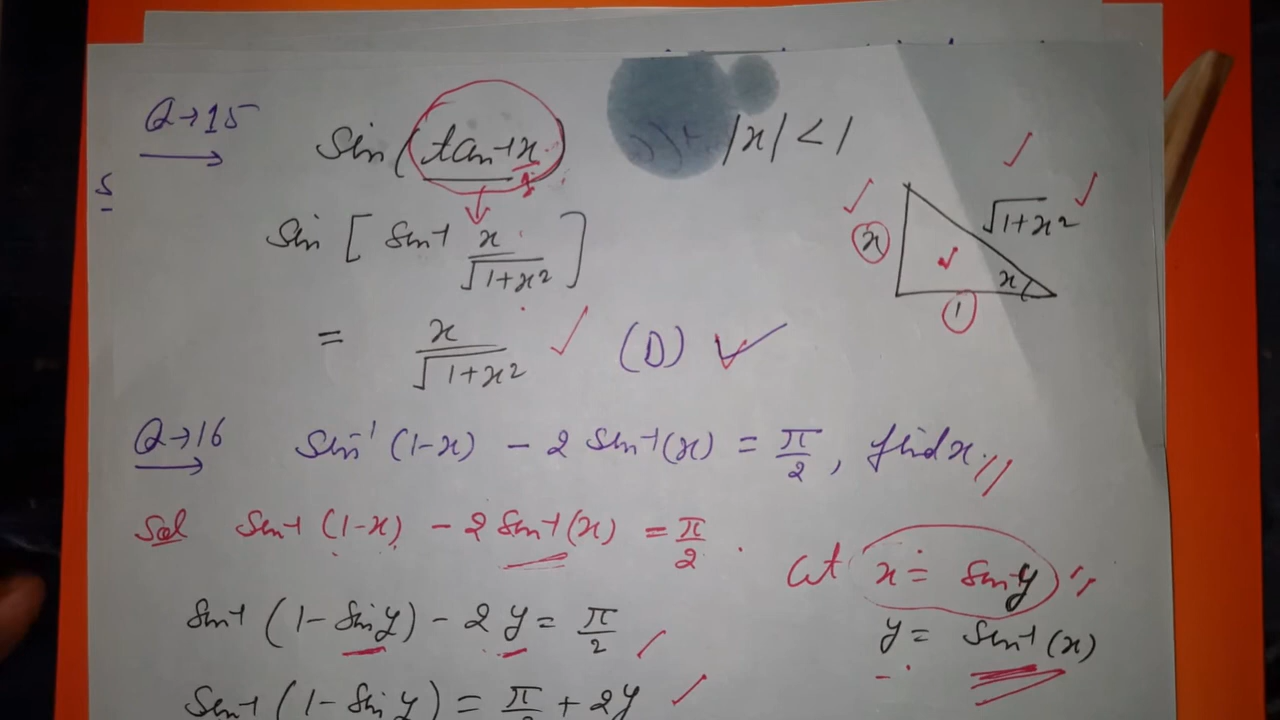 Q→15
sin(tan⁻¹x) |x|<1
S
sin [ sin⁻¹ x/√1+x² ]
x √1+x² x 1
= x/√1+x² (D)
Q→16 sin⁻¹ (1-x) - 2 sin⁻¹(x) = π/2, find x.
Sol sin⁻¹ (1-x) - 2 sin⁻¹(x) = π/2.
let x = sin y
sin⁻¹ (1-sin y) - 2y = π/2
y = sin⁻¹(x)
sin⁻¹ (1-sin y) = π/2 + 2y